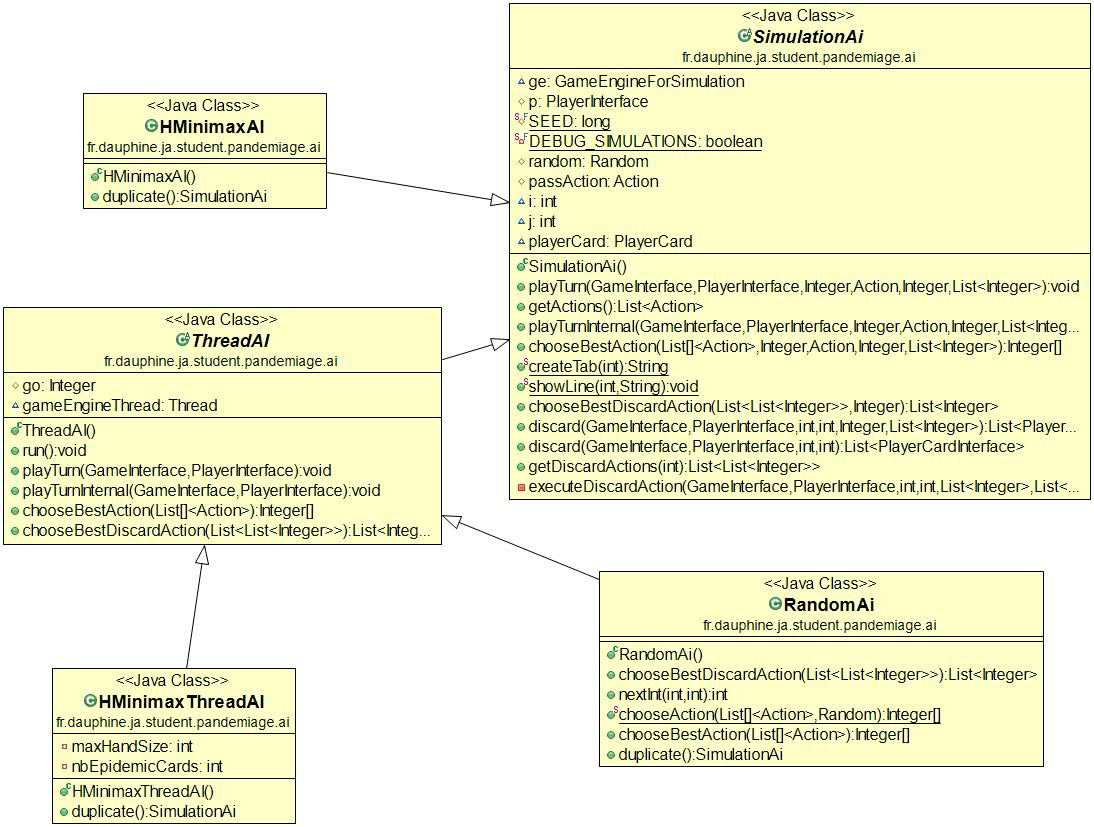 <<Java Class>>
SimulationAi
fr.dauphine.ja.student.pandemiage.ai
ge: GameEngineForSimulation
p: PlayerInterface
SEED: long
DEBUG_SIMULATIONS: boolean
random: Random
passAction: Action
i: int
j: int
playerCard: PlayerCard
SimulationAi()
playTurn(GameInterface,PlayerInterface,Integer,Action,Integer,List<Integer>):void
getActions():List<Action>
playTurnInternal(GameInterface,PlayerInterface,Integer,Action,Integer,List<Integ...
chooseBestAction(List[]<Action>,Integer,Action,Integer,List<Integer>):Integer[]
createTab(int):String
showLine(int,String):void
chooseBestDiscardAction(List<List<Integer>>,Integer):List<Integer>
discard(GameInterface,PlayerInterface,int,int,Integer,List<Integer>):List<Player...
discard(GameInterface,PlayerInterface,int,int):List<PlayerCardInterface>
getDiscardActions(int):List<List<Integer>>
executeDiscardAction(GameInterface,PlayerInterface,int,int,List<Integer>,List<...
<<Java Class>>
HMinimaxAI
fr.dauphine.ja.student.pandemiage.ai
HMinimaxAI()
duplicate():SimulationAi
<<Java Class>>
ThreadAI
fr.dauphine.ja.student.pandemiage.ai
go: Integer
gameEngineThread: Thread
ThreadAI()
run():void
playTurn(GameInterface,PlayerInterface):void
playTurnInternal(GameInterface,PlayerInterface):void
chooseBestAction(List[]<Action>):Integer[]
chooseBestDiscardAction(List<List<Integer>>):List<Integ...
<<Java Class>>
RandomAi
fr.dauphine.ja.student.pandemiage.ai
RandomAi()
chooseBestDiscardAction(List<List<Integer>>):List<Integer>
nextInt(int,int):int
chooseAction(List[]<Action>,Random):Integer[]
chooseBestAction(List[]<Action>):Integer[]
duplicate():SimulationAi
<<Java Class>>
HMinimaxThreadAI
fr.dauphine.ja.student.pandemiage.ai
maxHandSize: int
nbEpidemicCards: int
HMinimaxThreadAI()
duplicate():SimulationAi